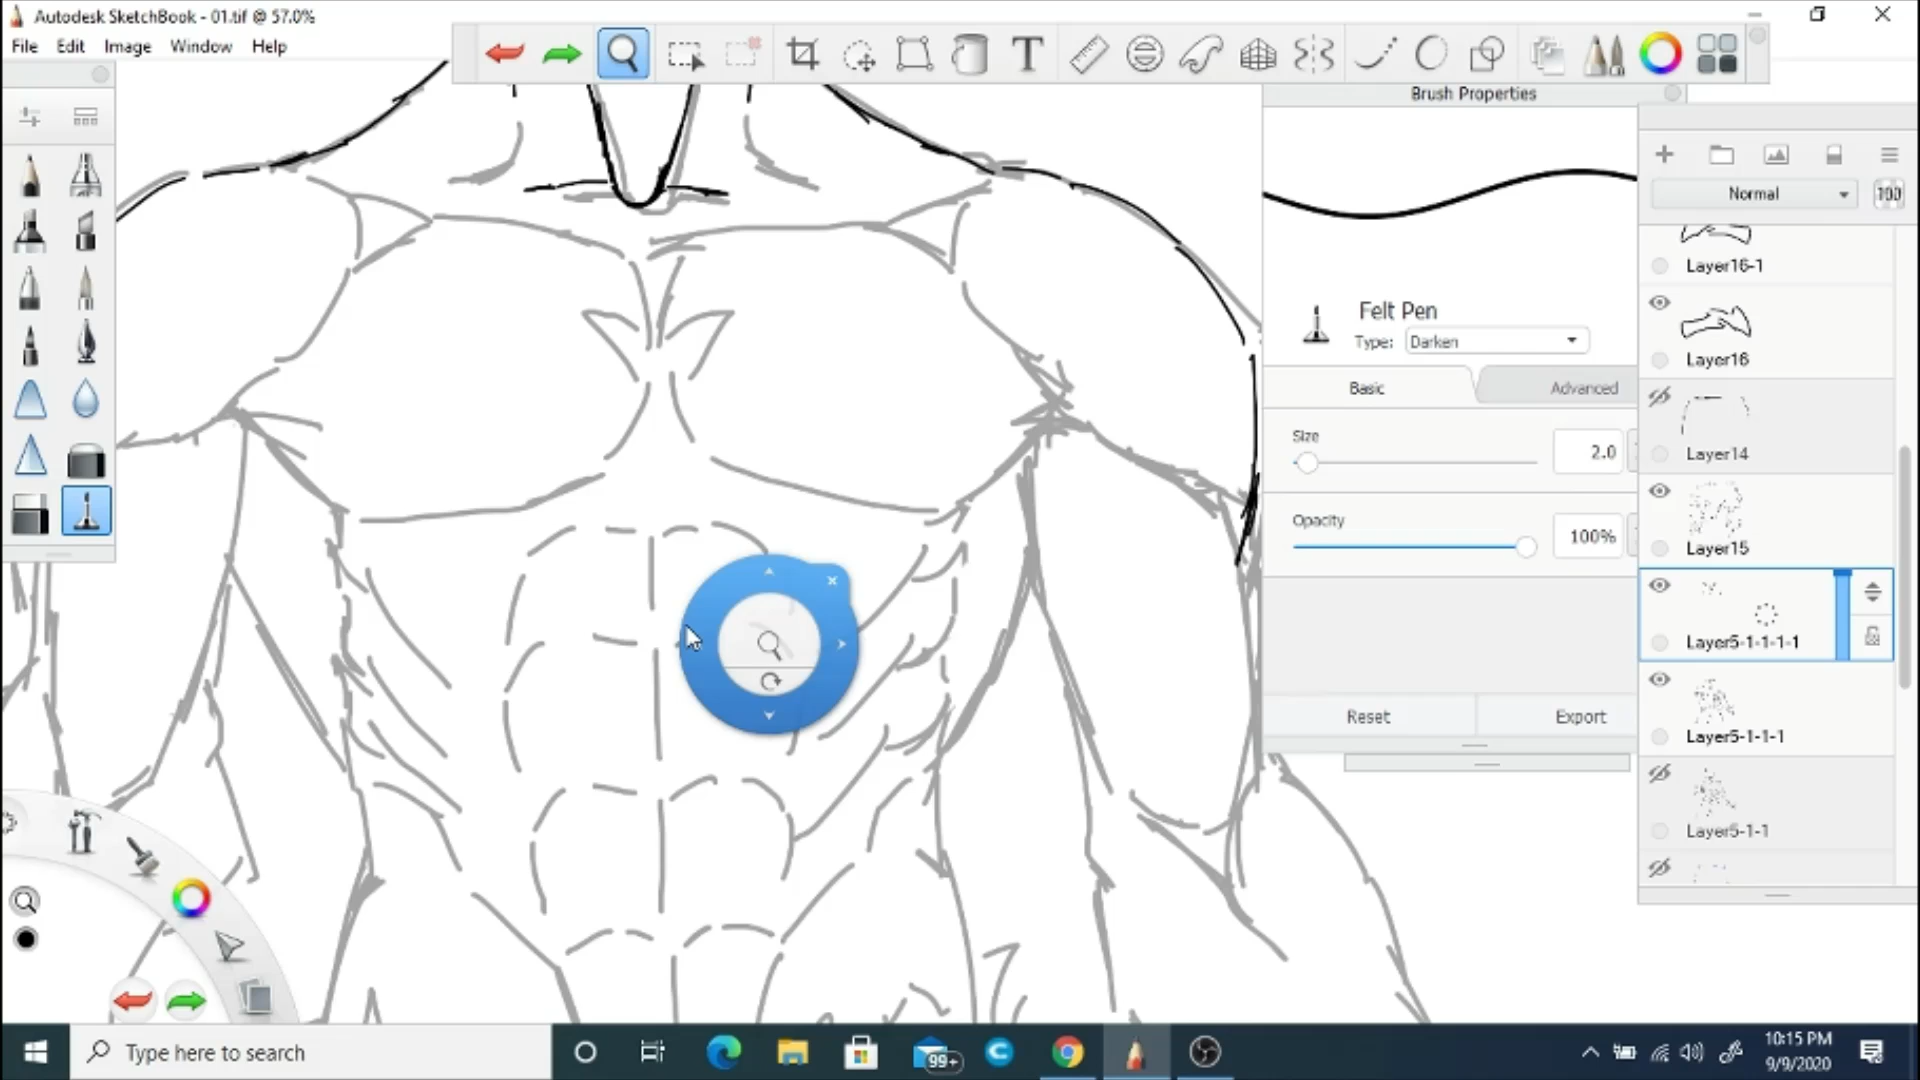 Autodesk SketchBook - 01.tif @ 57.0%
File Edit Image Window Help
T
Brush Properties
Normal
100
Layer16-1
Layer16
Layer14
Layer15
Layer5-1-1-1-1
Layer5-1-1-1
Layer5-1-1
Felt Pen
Type: Darken
Basic Advanced
Size
2.0
Opacity
100%
Reset Export
Type here to search
99+
10:15 PM
9/9/2020